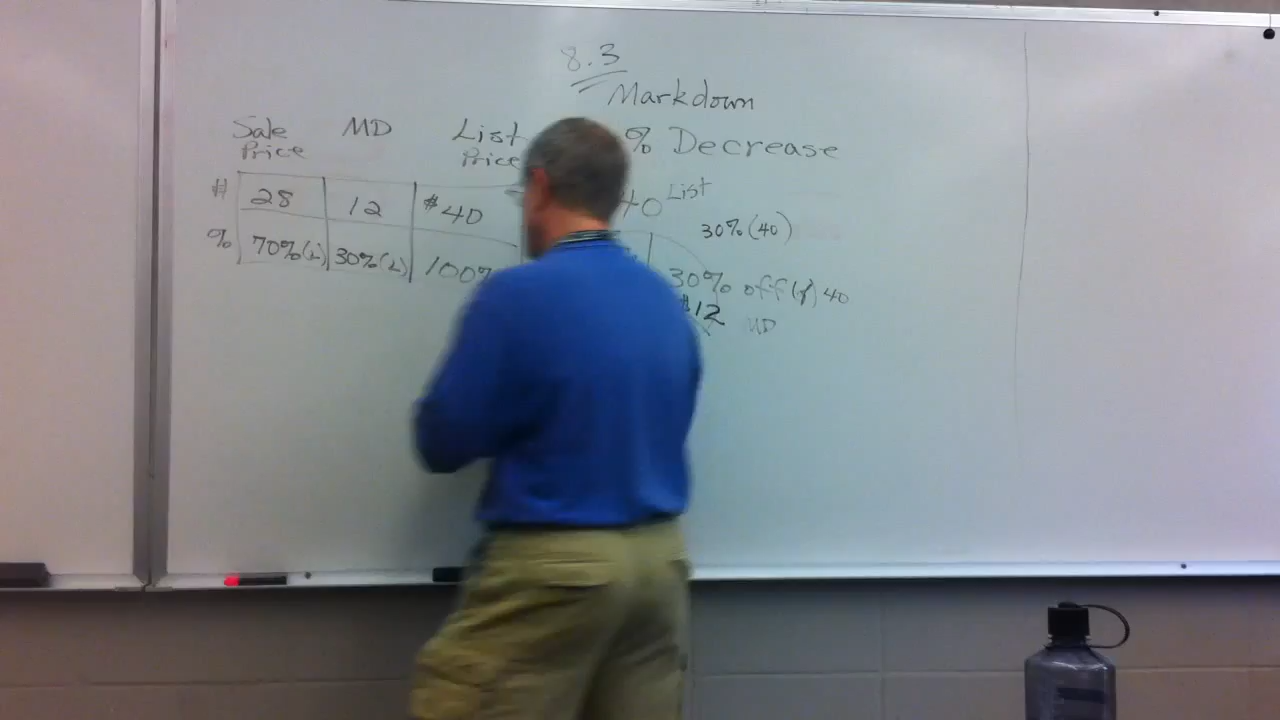 8.3
Markdown
Sale Price MD List Price % Decrease
# 28 12 $40 List
30%(40)
% 70%(L) 30%(L) 100%
30% off (of) 40
$12 MD